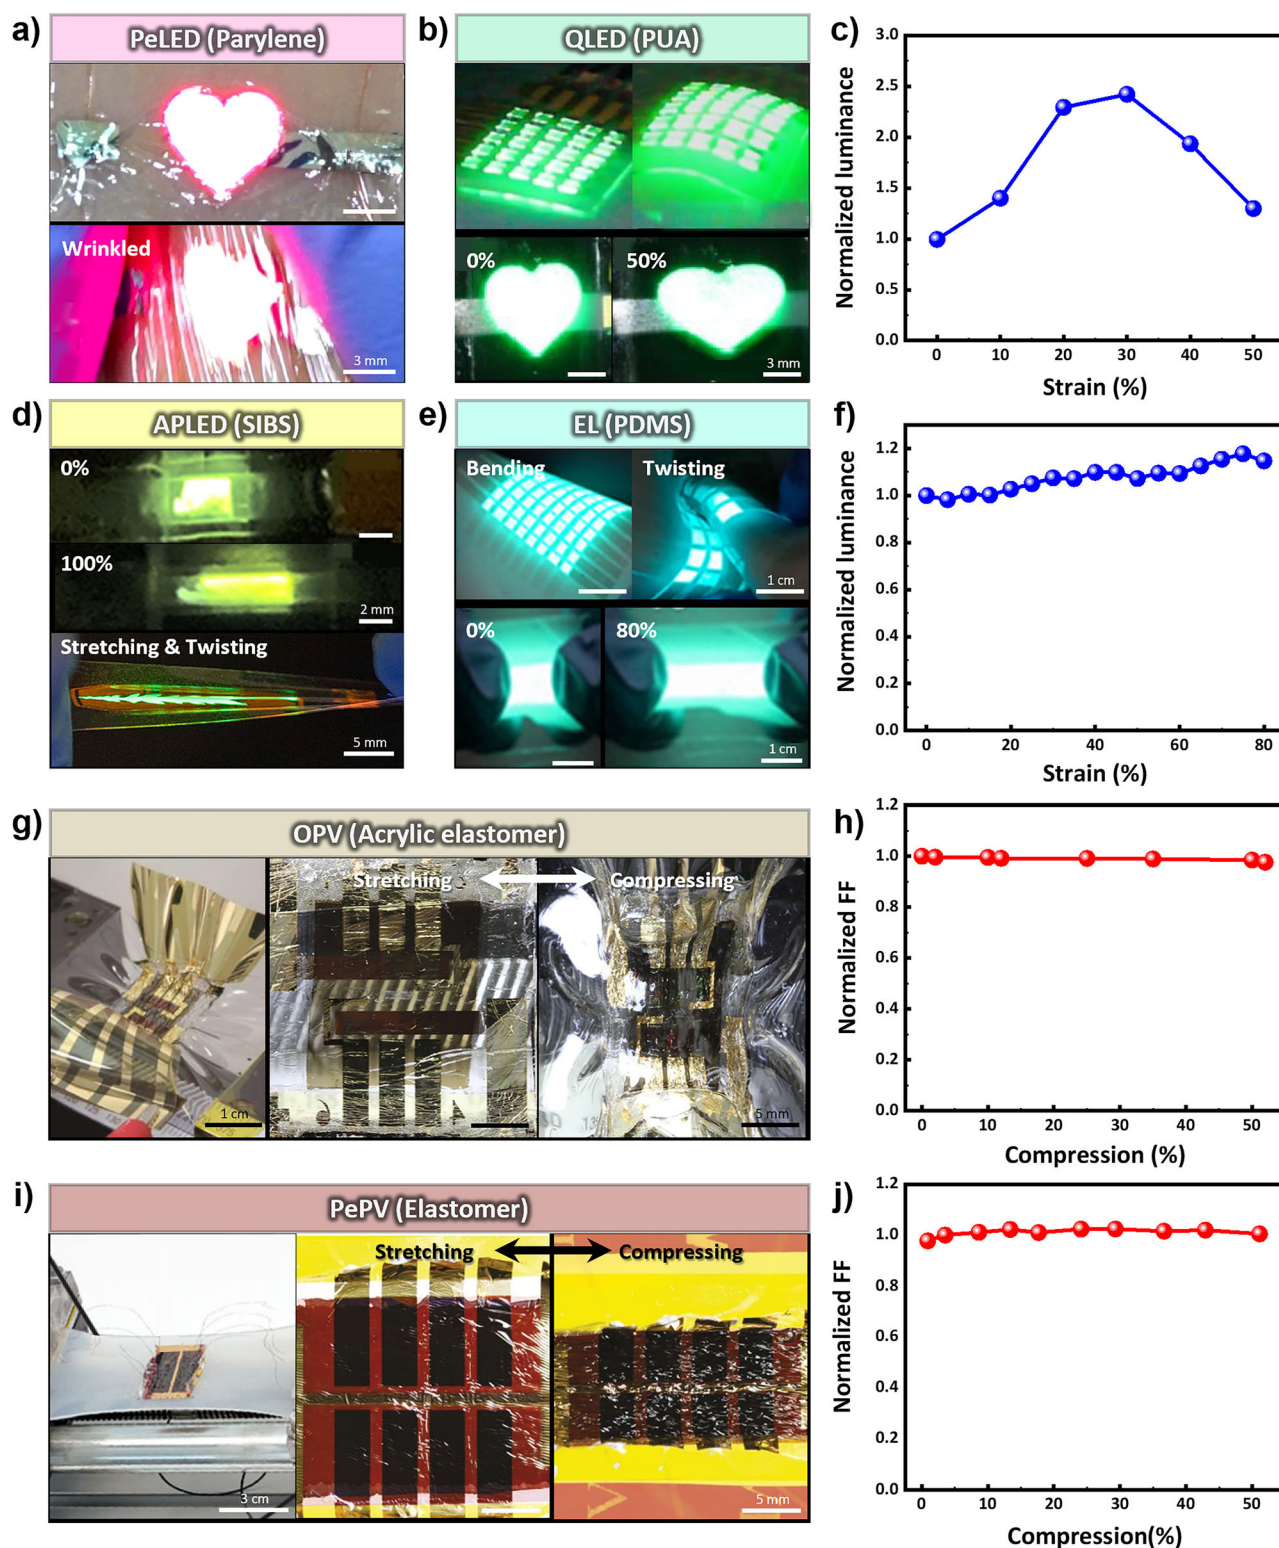 a)
PeLED (Parylene)
Wrinkled
3 mm
b)
QLED (PUA)
0%
50%
3 mm
c)
Normalized luminance
3.0
2.5
2.0
1.5
1.0
0.5
0.0
0 10 20 30 40 50
Strain (%)
d)
APLED (SIBS)
0%
100%
2 mm
Stretching & Twisting
5 mm
e)
EL (PDMS)
Bending
Twisting
1 cm
0%
80%
1 cm
f)
Normalized luminance
1.2
1.0
0.8
0.6
0.4
0.2
0.0
0 20 40 60 80
Strain (%)
g)
OPV (Acrylic elastomer)
Stretching
Compressing
1 cm
5 mm
h)
Normalized FF
1.2
1.0
0.8
0.6
0.4
0.2
0.0
0 10 20 30 40 50
Compression (%)
i)
PePV (Elastomer)
Stretching
Compressing
3 cm
5 mm
j)
Normalized FF
1.2
1.0
0.8
0.6
0.4
0.2
0.0
0 10 20 30 40 50
Compression(%)